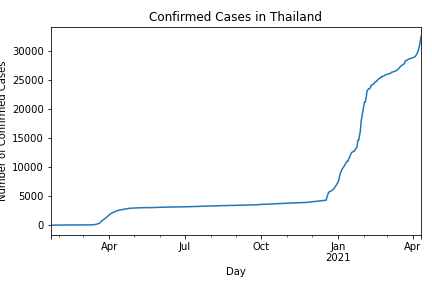 Confirmed Cases in Thailand
Number of Confirmed Cases
30000
25000
20000
15000
10000
5000
0
Apr
Jul
Oct
Jan
2021
Apr
Day